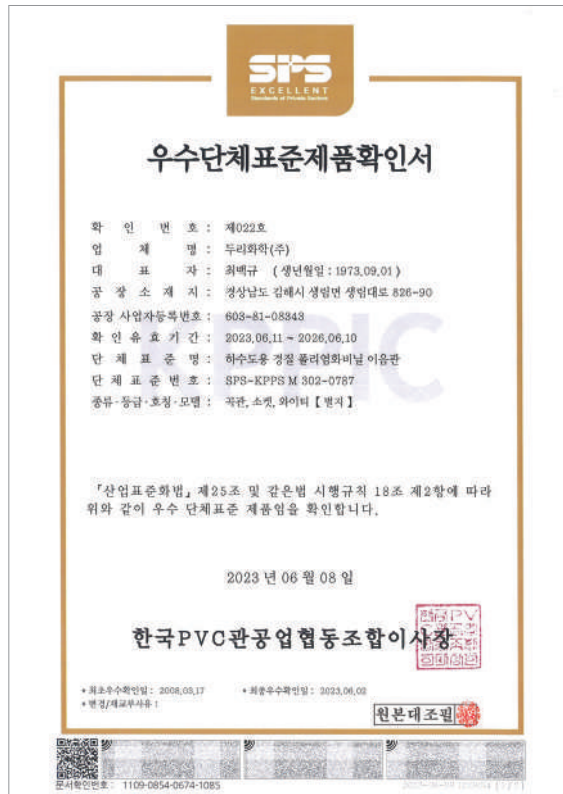 SPS
EXCELLENT
Standards of Private Sectors
우수단체표준제품확인서
확 인 번 호 : 제022호
업 체 명 : 두리화학(주)
대 표 자 : 최백규 ( 생년월일 : 1973.09.01 )
공 장 소 재 지 : 경상남도 김해시 생림면 생림대로 826-90
공장 사업자등록번호 : 603-81-08343
확 인 유 효 기 간 : 2023.06.11 ~ 2026.06.10
단 체 표 준 명 : 하수도용 경질 폴리염화비닐 이음관
단 체 표 준 번 호 : SPS-KPPS M 302-0787
종류·등급·호칭·모델 : 곡관, 소켓, 와이티 【 별지 】
KPPIC
『산업표준화법』 제25조 및 같은법 시행규칙 18조 제2항에 따라
위와 같이 우수 단체표준 제품임을 확인합니다.
2023 년 06 월 08 일
한국PVC관공업협동조합이사장
* 최초우수확인일 : 2008.03.17 * 최종우수확인일 : 2023.06.02
* 변경/재교부사유 :
원본대조필
문서확인번호 : 1109-0854-0674-1085